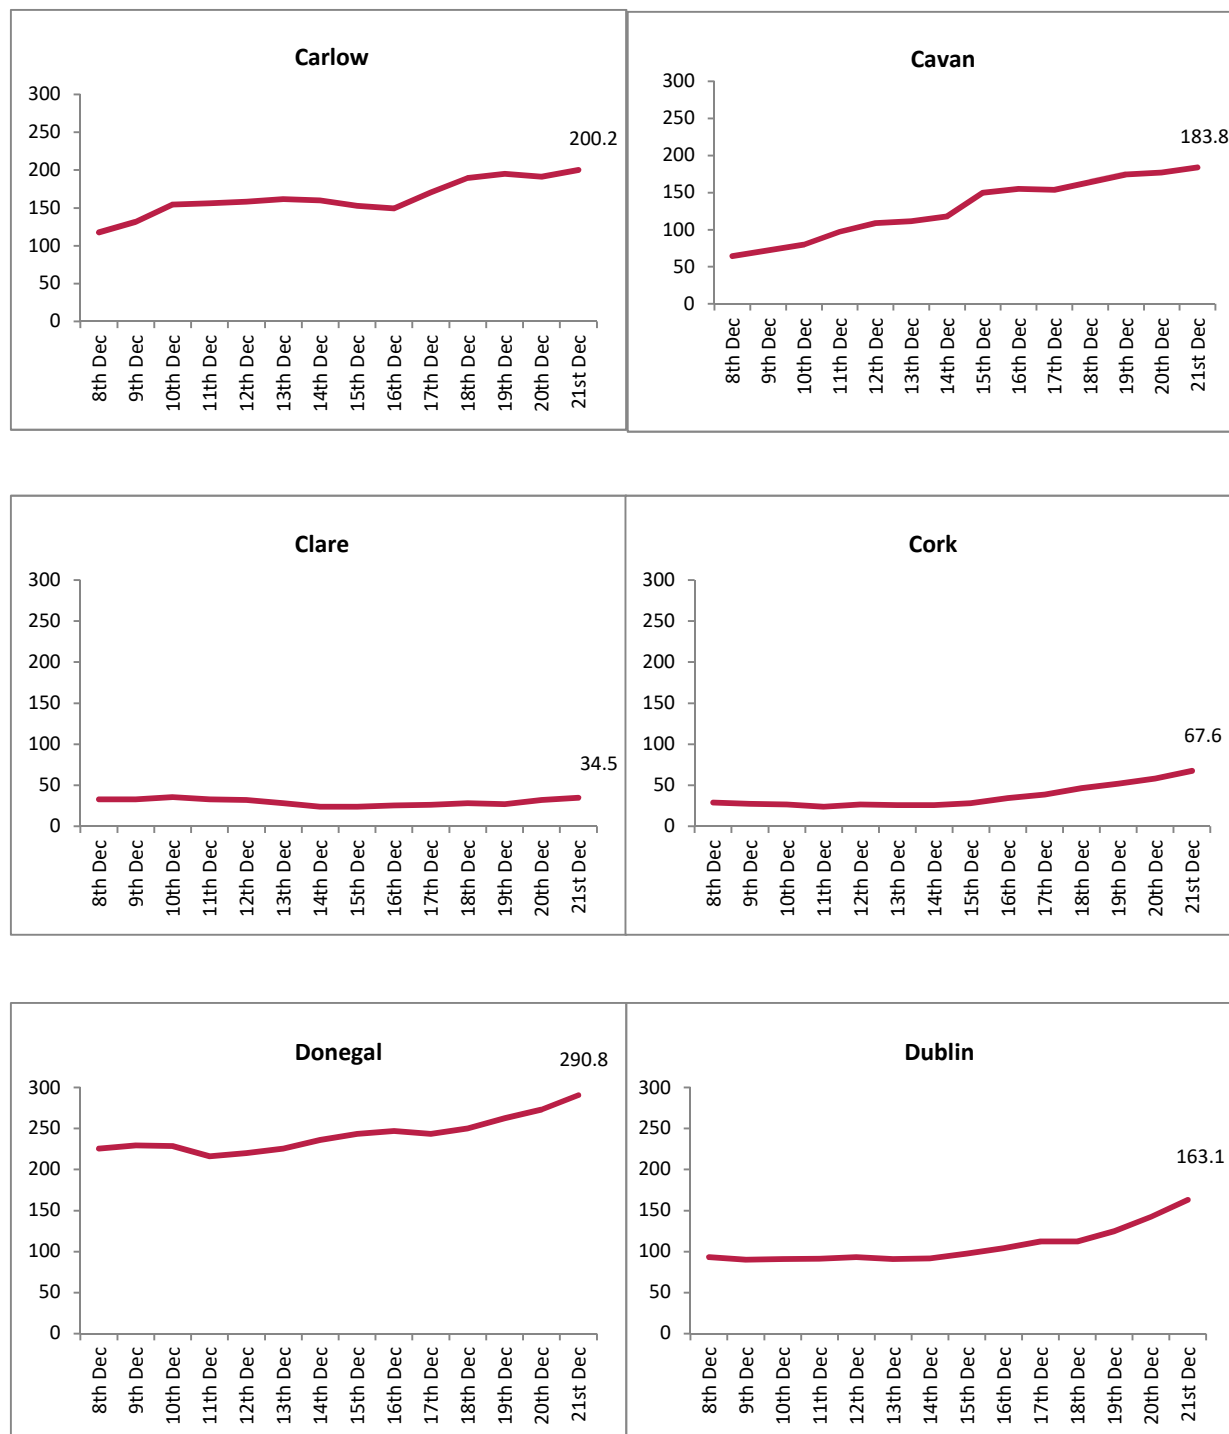 Carlow
300
250
200
150
100
50
0
200.2
8th Dec
9th Dec
10th Dec
11th Dec
12th Dec
13th Dec
14th Dec
15th Dec
16th Dec
17th Dec
18th Dec
19th Dec
20th Dec
21st Dec
Cavan
300
250
200
150
100
50
0
183.8
8th Dec
9th Dec
10th Dec
11th Dec
12th Dec
13th Dec
14th Dec
15th Dec
16th Dec
17th Dec
18th Dec
19th Dec
20th Dec
21st Dec
Clare
300
250
200
150
100
50
0
34.5
8th Dec
9th Dec
10th Dec
11th Dec
12th Dec
13th Dec
14th Dec
15th Dec
16th Dec
17th Dec
18th Dec
19th Dec
20th Dec
21st Dec
Cork
300
250
200
150
100
50
0
67.6
8th Dec
9th Dec
10th Dec
11th Dec
12th Dec
13th Dec
14th Dec
15th Dec
16th Dec
17th Dec
18th Dec
19th Dec
20th Dec
21st Dec
Donegal
290.8
300
250
200
150
100
50
0
8th Dec
9th Dec
10th Dec
11th Dec
12th Dec
13th Dec
14th Dec
15th Dec
16th Dec
17th Dec
18th Dec
19th Dec
20th Dec
21st Dec
Dublin
300
250
200
150
100
50
0
163.1
8th Dec
9th Dec
10th Dec
11th Dec
12th Dec
13th Dec
14th Dec
15th Dec
16th Dec
17th Dec
18th Dec
19th Dec
20th Dec
21st Dec